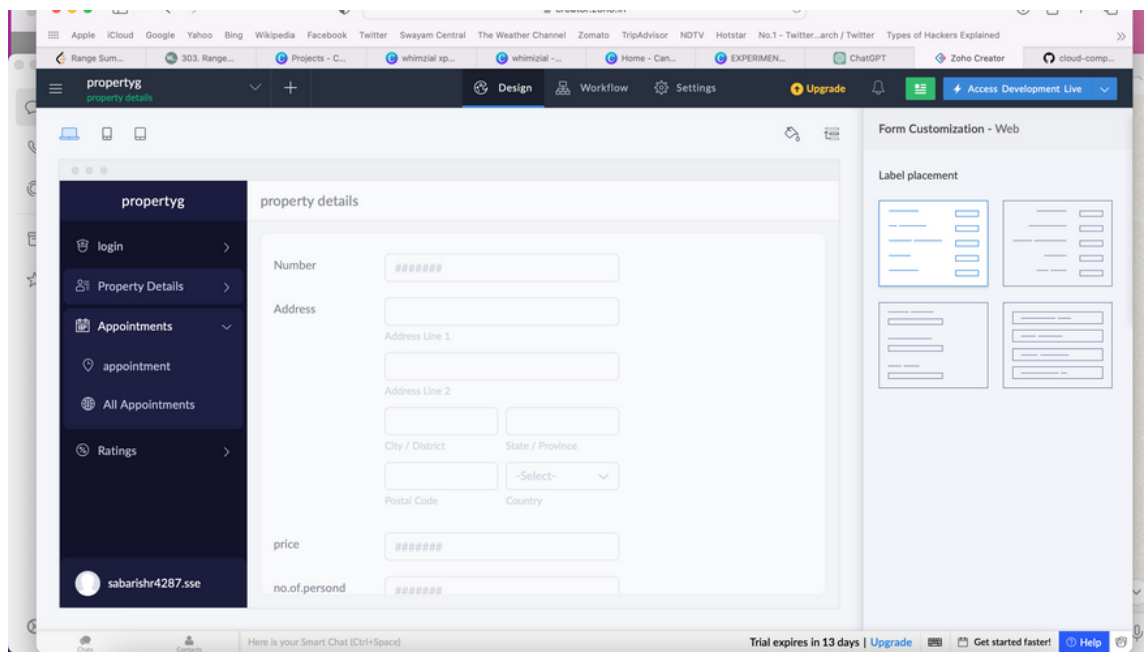 Apple iCloud Google Yahoo Bing Wikipedia Facebook Twitter Swayam Central The Weather Channel Zomato TripAdvisor NDTV Hotstar No.1 - Twitter...arch / Twitter Types of Hackers Explained
Range Sum... 303. Range... Projects - C... whimzial xp... whimizial -... Home - Can... EXPERIMEN... ChatGPT Zoho Creator cloud-comp...
propertyg
property details
Design Workflow Settings Upgrade Access Development Live
Form Customization - Web
Label placement
propertyg
property details
login
Property Details
Appointments
appointment
All Appointments
Ratings
sabarishr4287.sse
Number #######
Address
Address Line 1
Address Line 2
City / District State / Province
-Select-
Postal Code Country
price #######
no.of.persond #######
Chats Contacts Here is your Smart Chat (Ctrl+Space) Trial expires in 13 days | Upgrade Get started faster! Help